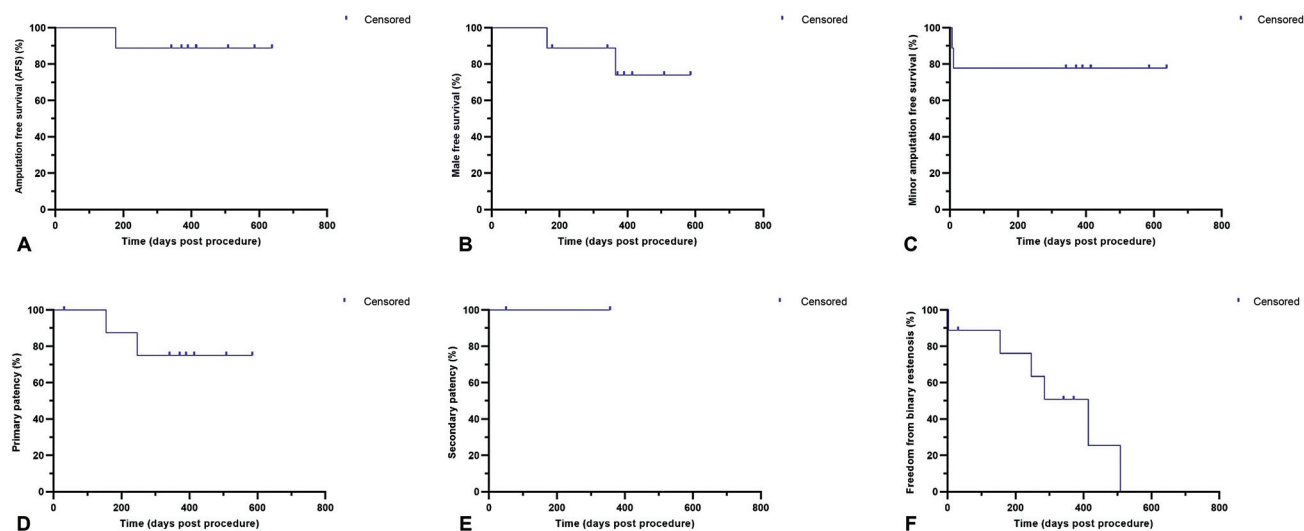 Censored
Amputation free survival (AFS) (%)
100
80
60
40
20
0
0 200 400 600 800
Time (days post procedure)
A
Censored
Male free survival (%)
100
80
60
40
20
0
0 200 400 600 800
Time (days post procedure)
B
Censored
Minor amputation free survival (%)
100
80
60
40
20
0
0 200 400 600 800
Time (days post procedure)
C
Censored
Primary patency (%)
100
80
60
40
20
0
0 200 400 600 800
Time (days post procedure)
D
Censored
Secondary patency (%)
100
80
60
40
20
0
0 200 400 600 800
Time (days post procedure)
E
Censored
Freedom from binary restenosis (%)
100
80
60
40
20
0
0 200 400 600 800
Time (days post procedure)
F